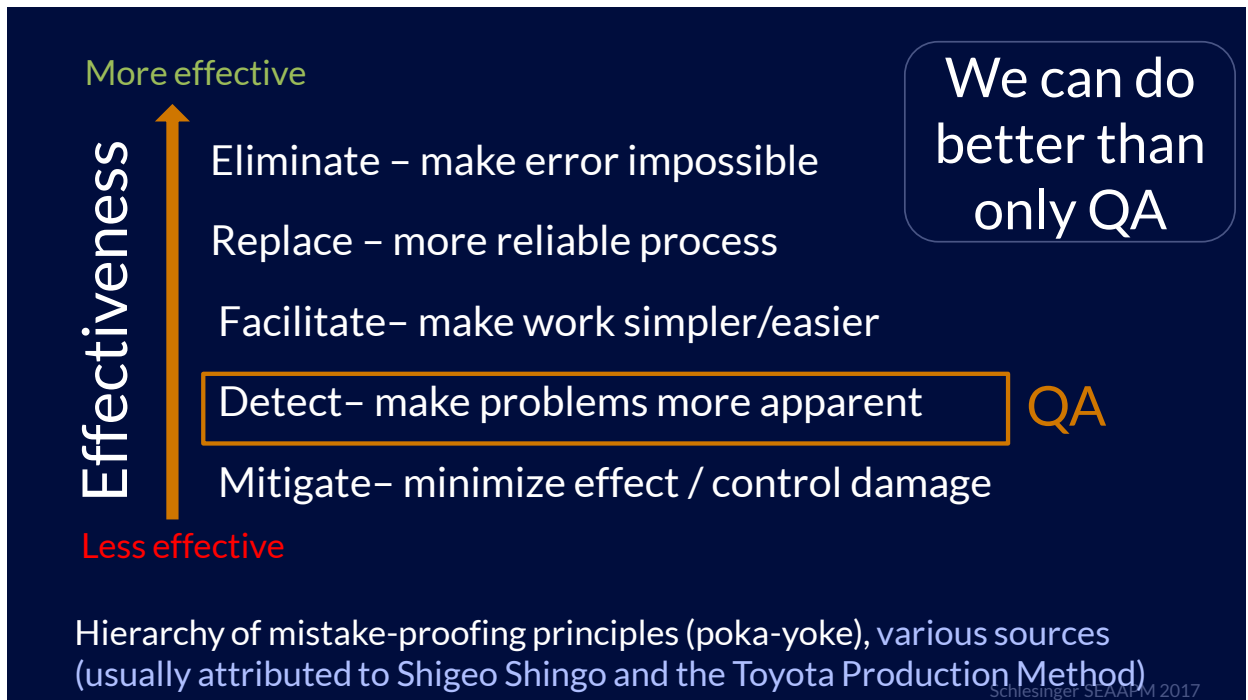 More effective
Effectiveness
Eliminate – make error impossible
Replace – more reliable process
Facilitate– make work simpler/easier
Detect– make problems more apparent
QA
Mitigate– minimize effect / control damage
Less effective
We can do
better than
only QA
Hierarchy of mistake-proofing principles (poka-yoke), various sources
(usually attributed to Shigeo Shingo and the Toyota Production Method)
Schlesinger SEAAPM 2017